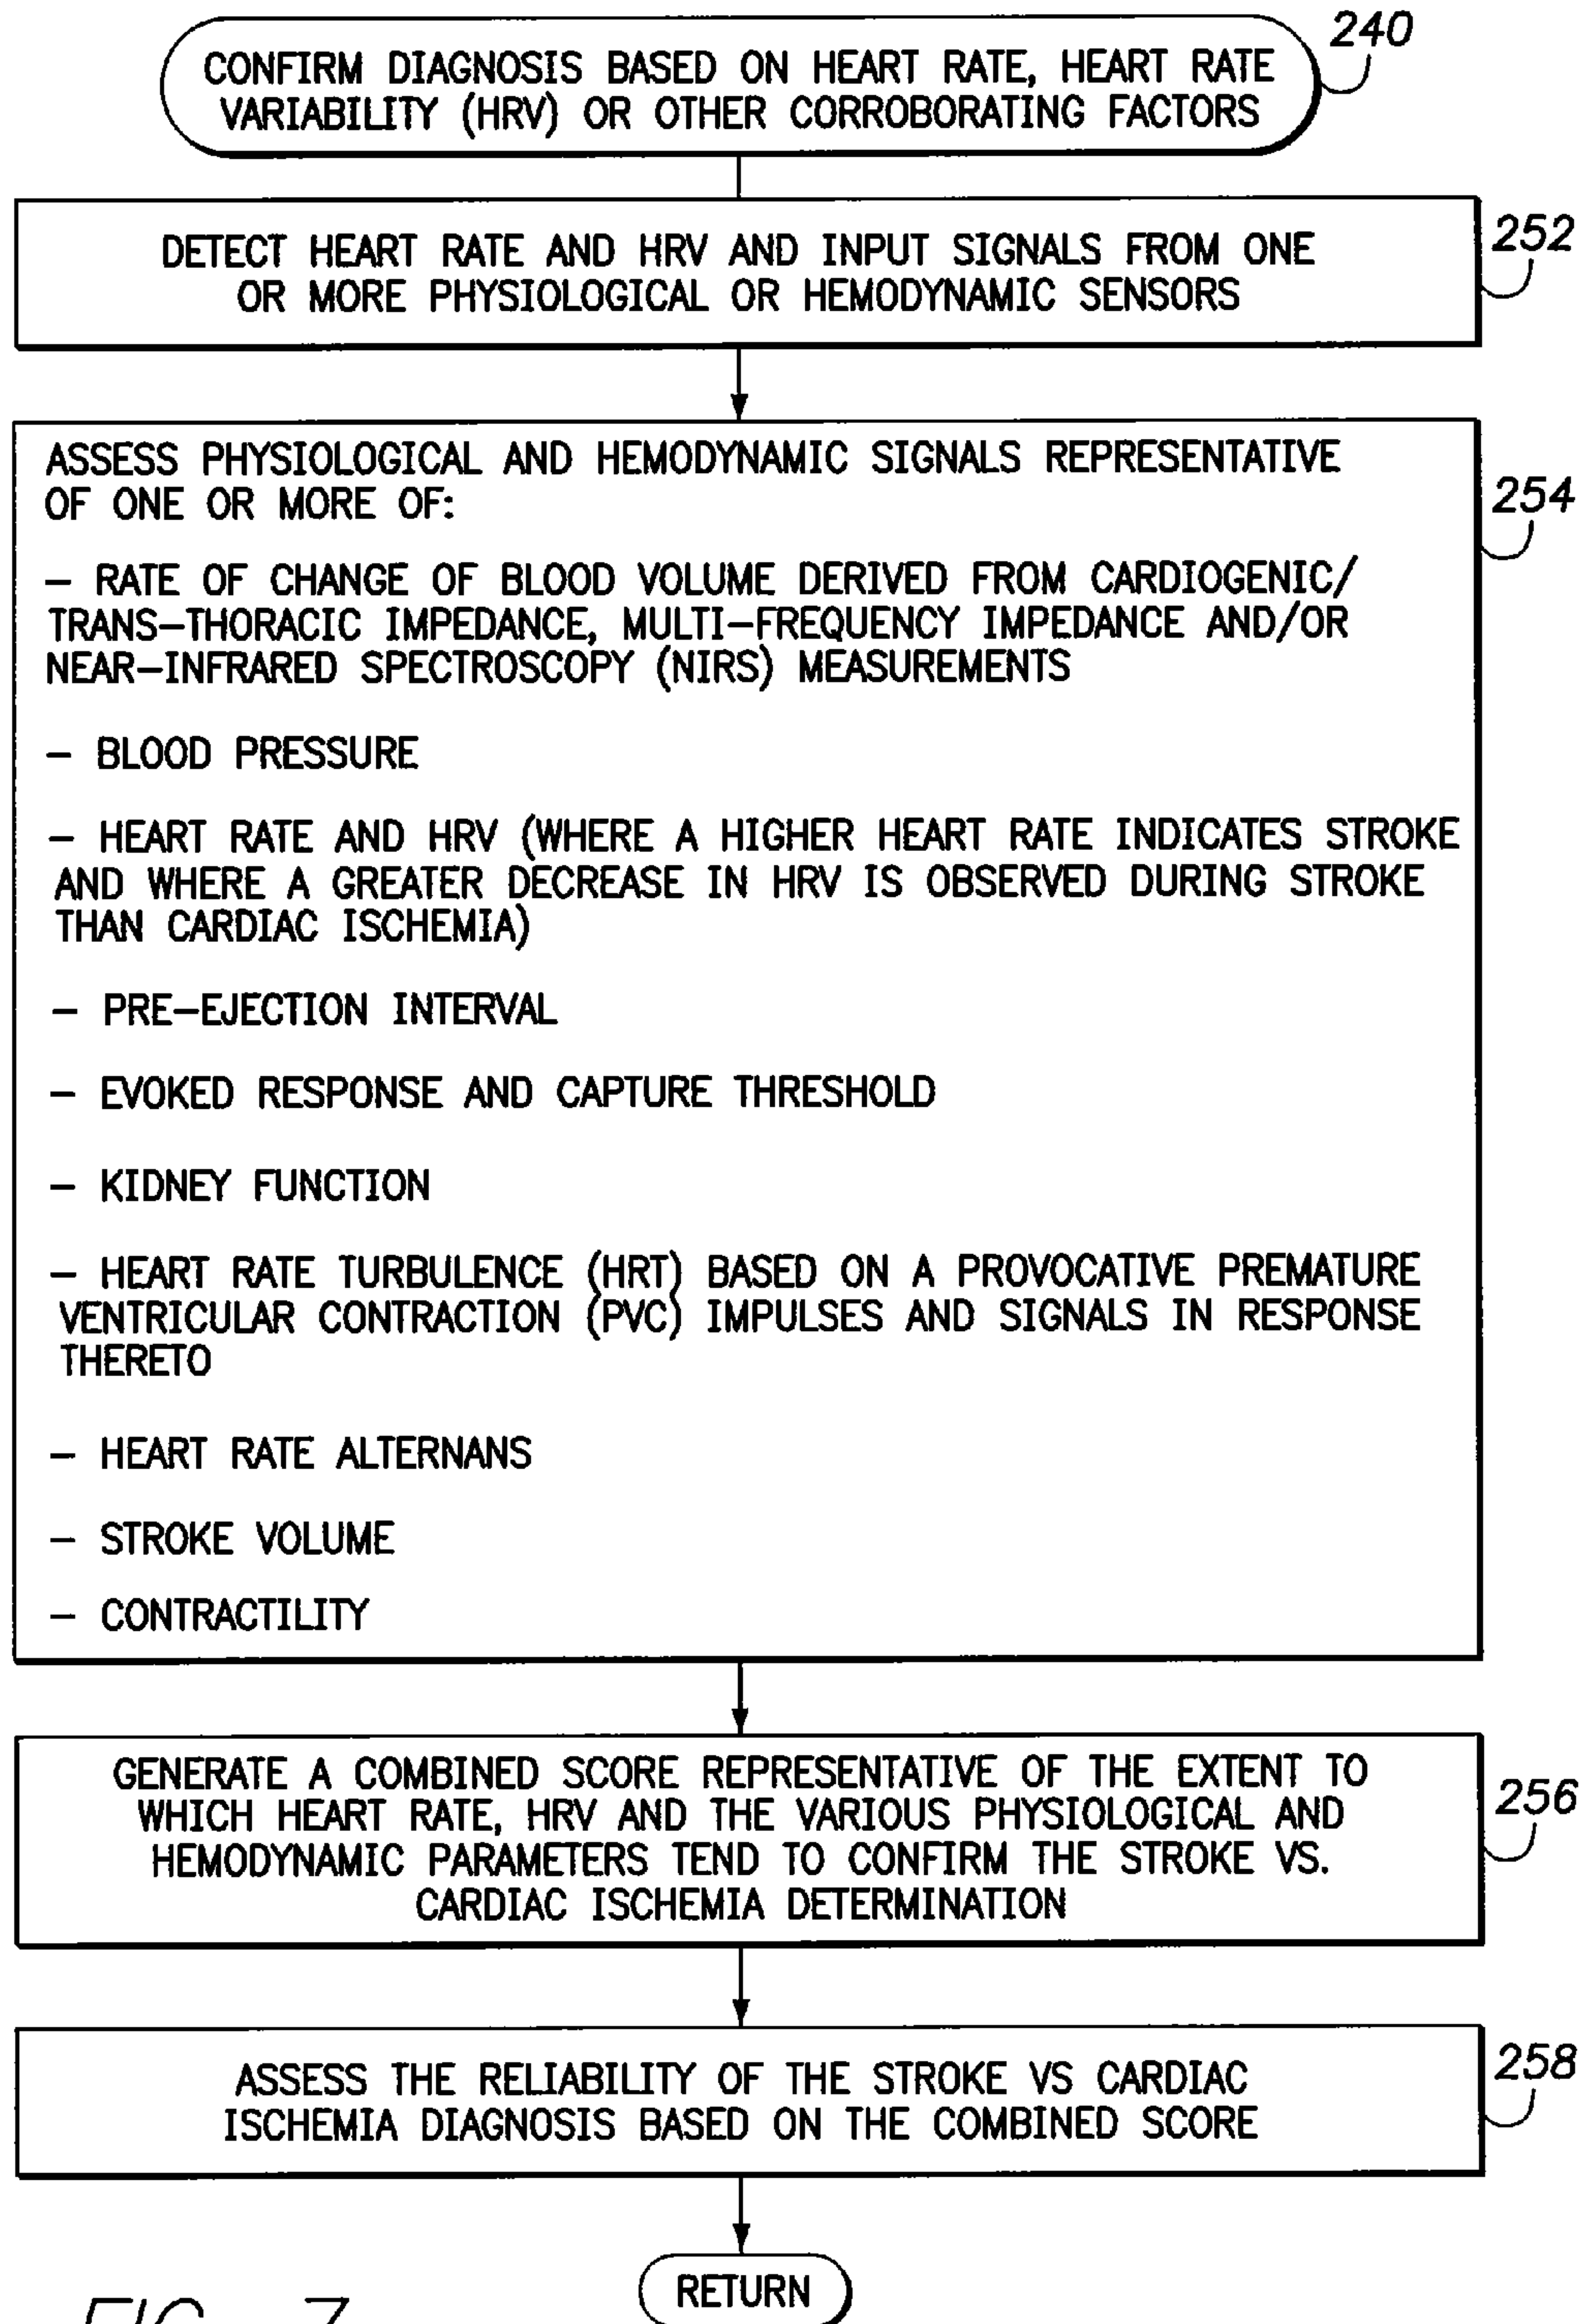 240
CONFIRM DIAGNOSIS BASED ON HEART RATE, HEART RATE
VARIABILITY (HRV) OR OTHER CORROBORATING FACTORS
252
DETECT HEART RATE AND HRV AND INPUT SIGNALS FROM ONE
OR MORE PHYSIOLOGICAL OR HEMODYNAMIC SENSORS
254
ASSESS PHYSIOLOGICAL AND HEMODYNAMIC SIGNALS REPRESENTATIVE
OF ONE OR MORE OF:
– RATE OF CHANGE OF BLOOD VOLUME DERIVED FROM CARDIOGENIC/
TRANS–THORACIC IMPEDANCE, MULTI–FREQUENCY IMPEDANCE AND/OR
NEAR–INFRARED SPECTROSCOPY (NIRS) MEASUREMENTS
– BLOOD PRESSURE
– HEART RATE AND HRV (WHERE A HIGHER HEART RATE INDICATES STROKE
AND WHERE A GREATER DECREASE IN HRV IS OBSERVED DURING STROKE
THAN CARDIAC ISCHEMIA)
– PRE–EJECTION INTERVAL
– EVOKED RESPONSE AND CAPTURE THRESHOLD
– KIDNEY FUNCTION
– HEART RATE TURBULENCE (HRT) BASED ON A PROVOCATIVE PREMATURE
VENTRICULAR CONTRACTION (PVC) IMPULSES AND SIGNALS IN RESPONSE
THERETO
– HEART RATE ALTERNANS
– STROKE VOLUME
– CONTRACTILITY
256
GENERATE A COMBINED SCORE REPRESENTATIVE OF THE EXTENT TO
WHICH HEART RATE, HRV AND THE VARIOUS PHYSIOLOGICAL AND
HEMODYNAMIC PARAMETERS TEND TO CONFIRM THE STROKE VS.
CARDIAC ISCHEMIA DETERMINATION
258
ASSESS THE RELIABILITY OF THE STROKE VS CARDIAC
ISCHEMIA DIAGNOSIS BASED ON THE COMBINED SCORE
RETURN
FIG. 7